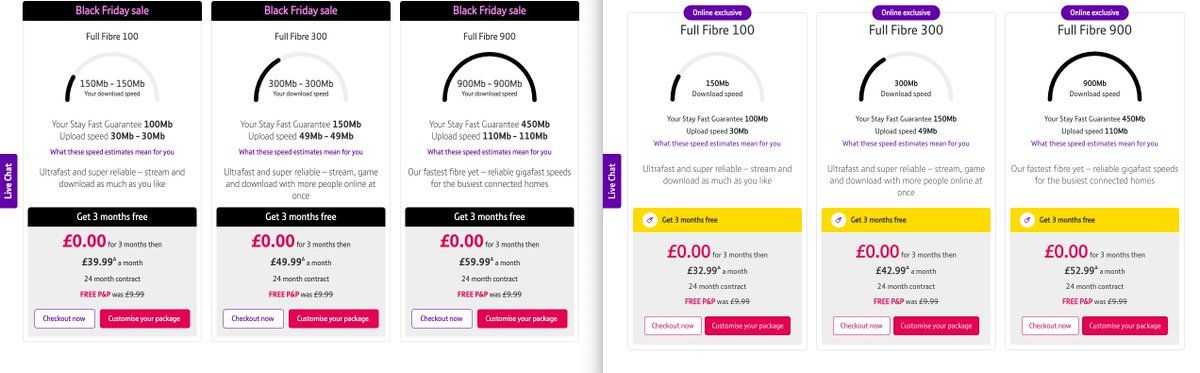 Black Friday sale
Full Fibre 100
150Mb - 150Mb
Your download speed
Your Stay Fast Guarantee 100Mb
Upload speed 30Mb - 30Mb
What these speed estimates mean for you
Ultrafast and super reliable – stream and
download as much as you like
Get 3 months free
£0.00 for 3 months then
£39.99^ a month
24 month contract
FREE P&P was £9.99
Checkout now
Customise your package
Black Friday sale
Full Fibre 300
300Mb - 300Mb
Your download speed
Your Stay Fast Guarantee 150Mb
Upload speed 49Mb - 49Mb
What these speed estimates mean for you
Ultrafast and super reliable – stream, game
and download with more people online at
once
Get 3 months free
£0.00 for 3 months then
£49.99^ a month
24 month contract
FREE P&P was £9.99
Checkout now
Customise your package
Black Friday sale
Full Fibre 900
900Mb - 900Mb
Your download speed
Your Stay Fast Guarantee 450Mb
Upload speed 110Mb - 110Mb
What these speed estimates mean for you
Our fastest fibre yet – reliable gigafast speeds
for the busiest connected homes
Get 3 months free
£0.00 for 3 months then
£59.99^ a month
24 month contract
FREE P&P was £9.99
Checkout now
Customise your package
Live Chat
Online exclusive
Full Fibre 100
150Mb
Download speed
Your Stay Fast Guarantee 100Mb
Upload speed 30Mb
What these speed estimates mean for you
Ultrafast and super reliable – stream and
download as much as you like
Get 3 months free
£0.00 for 3 months then
£32.99^ a month
24 month contract
FREE P&P was £9.99
Checkout now
Customise your package
Online exclusive
Full Fibre 300
300Mb
Download speed
Your Stay Fast Guarantee 150Mb
Upload speed 49Mb
What these speed estimates mean for you
Ultrafast and super reliable – stream, game
and download with more people online at
once
Get 3 months free
£0.00 for 3 months then
£42.99^ a month
24 month contract
FREE P&P was £9.99
Checkout now
Customise your package
Online exclusive
Full Fibre 900
900Mb
Download speed
Your Stay Fast Guarantee 450Mb
Upload speed 110Mb
What these speed estimates mean for you
Our fastest fibre yet – reliable gigafast speeds
for the busiest connected homes
Get 3 months free
£0.00 for 3 months then
£52.99^ a month
24 month contract
FREE P&P was £9.99
Checkout now
Customise your package
Live Chat